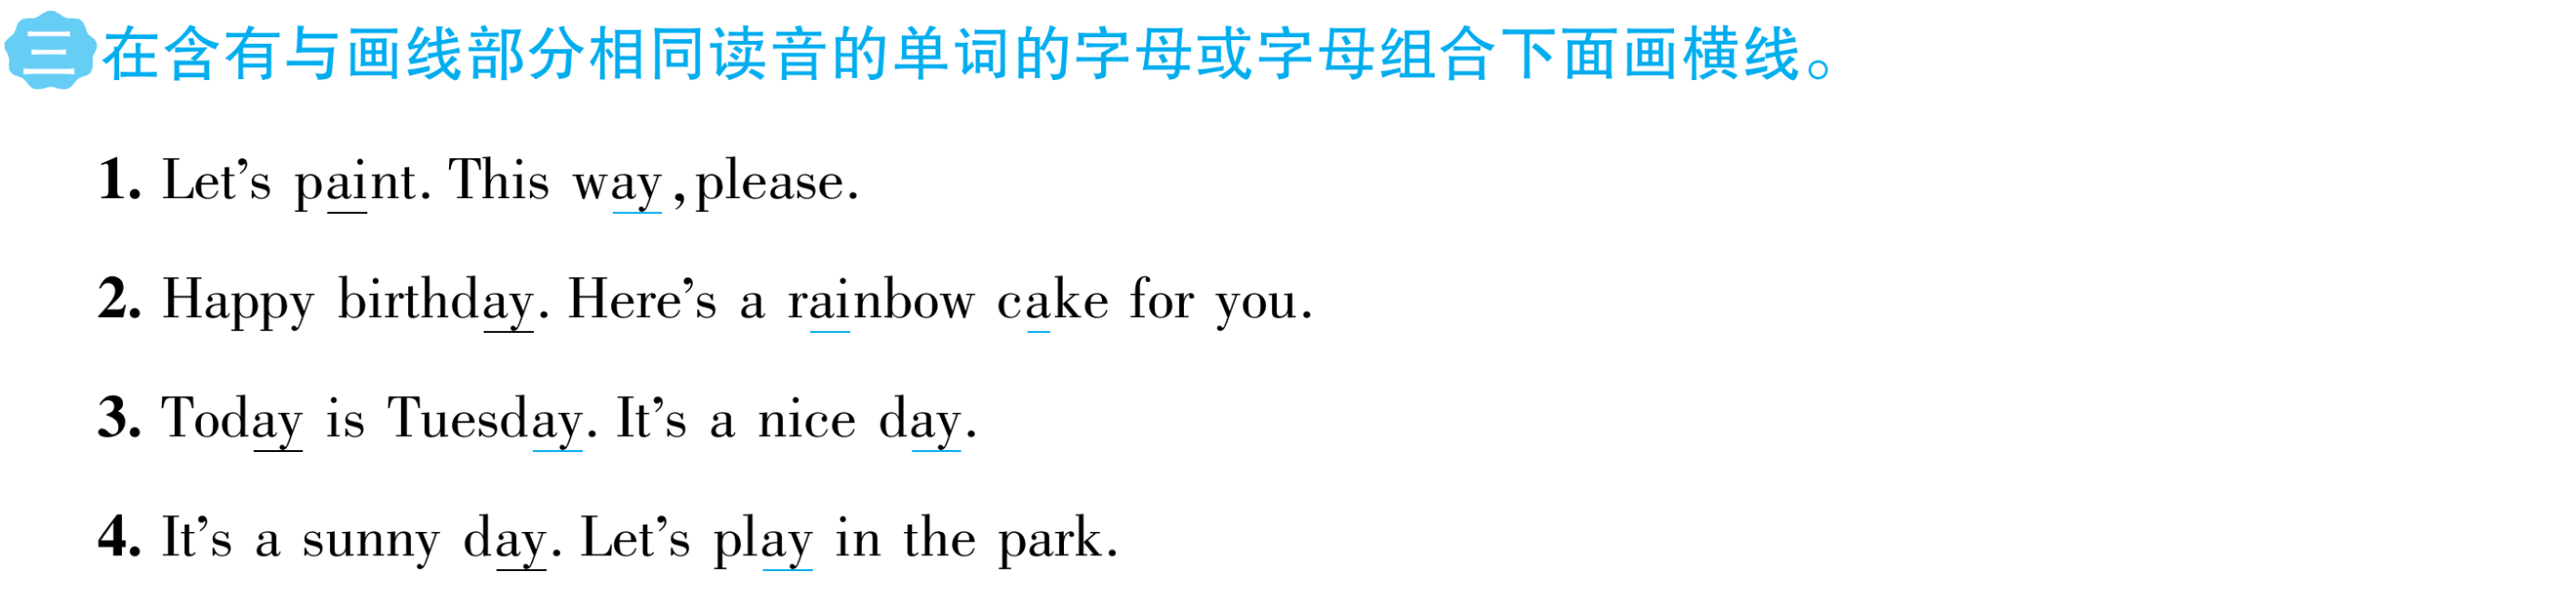 三 在含有与画线部分相同读音的单词的字母或字母组合下面画横线。
1. Let's paint. This way, please.
2. Happy birthday. Here's a rainbow cake for you.
3. Today is Tuesday. It's a nice day.
4. It's a sunny day. Let's play in the park.